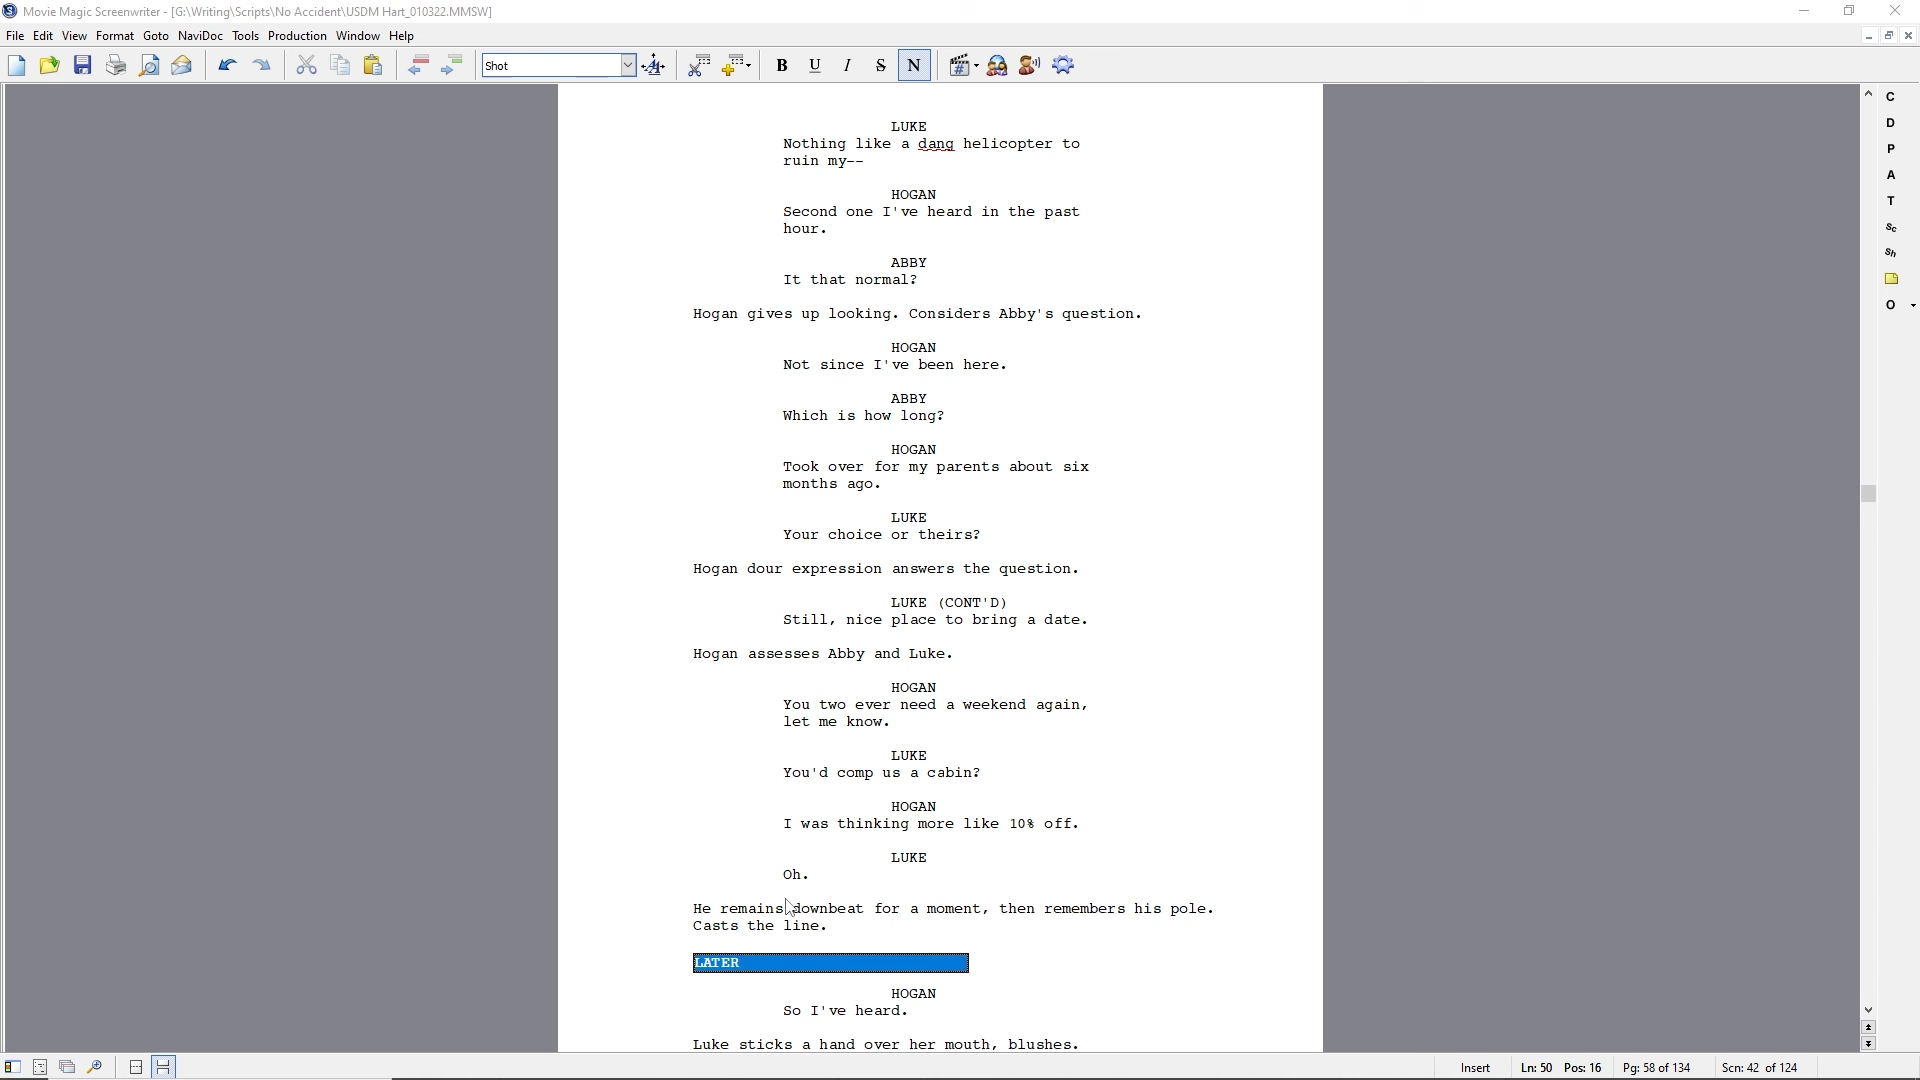 Movie Magic Screenwriter - [G:\Writing\Scripts\No Accident\USDM Hart_010322.MMSW]
File Edit View Format Goto NaviDoc Tools Production Window Help
Shot
A
B U I S N
#
C
D
P
A
T
Sc
Sh
O
LUKE
Nothing like a dang helicopter to
ruin my--
HOGAN
Second one I've heard in the past
hour.
ABBY
It that normal?
Hogan gives up looking. Considers Abby's question.
HOGAN
Not since I've been here.
ABBY
Which is how long?
HOGAN
Took over for my parents about six
months ago.
LUKE
Your choice or theirs?
Hogan dour expression answers the question.
LUKE (CONT'D)
Still, nice place to bring a date.
Hogan assesses Abby and Luke.
HOGAN
You two ever need a weekend again,
let me know.
LUKE
You'd comp us a cabin?
HOGAN
I was thinking more like 10% off.
LUKE
Oh.
He remains downbeat for a moment, then remembers his pole.
Casts the line.
LATER
HOGAN
So I've heard.
Luke sticks a hand over her mouth, blushes.
Insert Ln: 50 Pos: 16 Pg: 58 of 134 Scn: 42 of 124